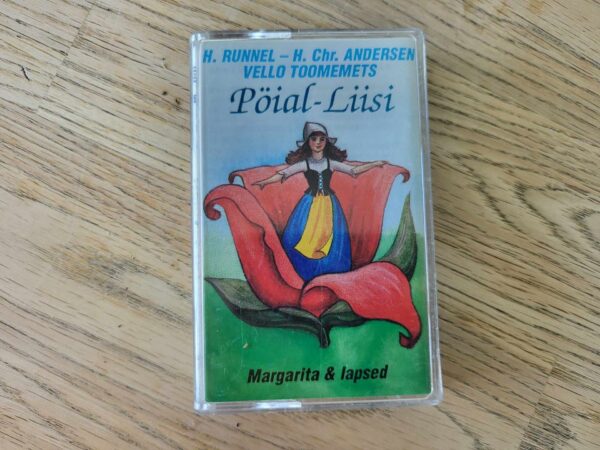 H. RUNNEL – H. Chr. ANDERSEN
VELLO TOOMEMETS
Pöial-Liisi
Margarita & lapsed